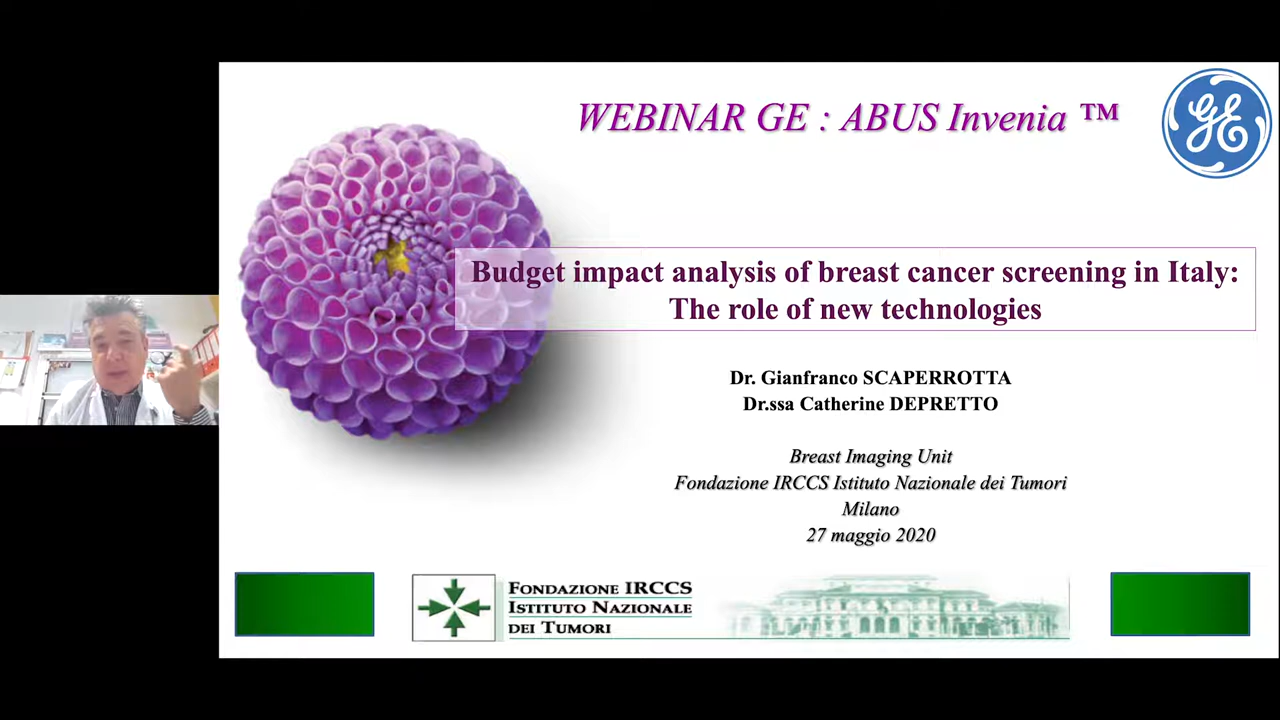 WEBINAR GE : ABUS Invenia ™
GE
Budget impact analysis of breast cancer screening in Italy:
The role of new technologies
Dr. Gianfranco SCAPERROTTA
Dr.ssa Catherine DEPRETTO
Breast Imaging Unit
Fondazione IRCCS Istituto Nazionale dei Tumori
Milano
27 maggio 2020
FONDAZIONE IRCCS
ISTITUTO NAZIONALE
DEI TUMORI